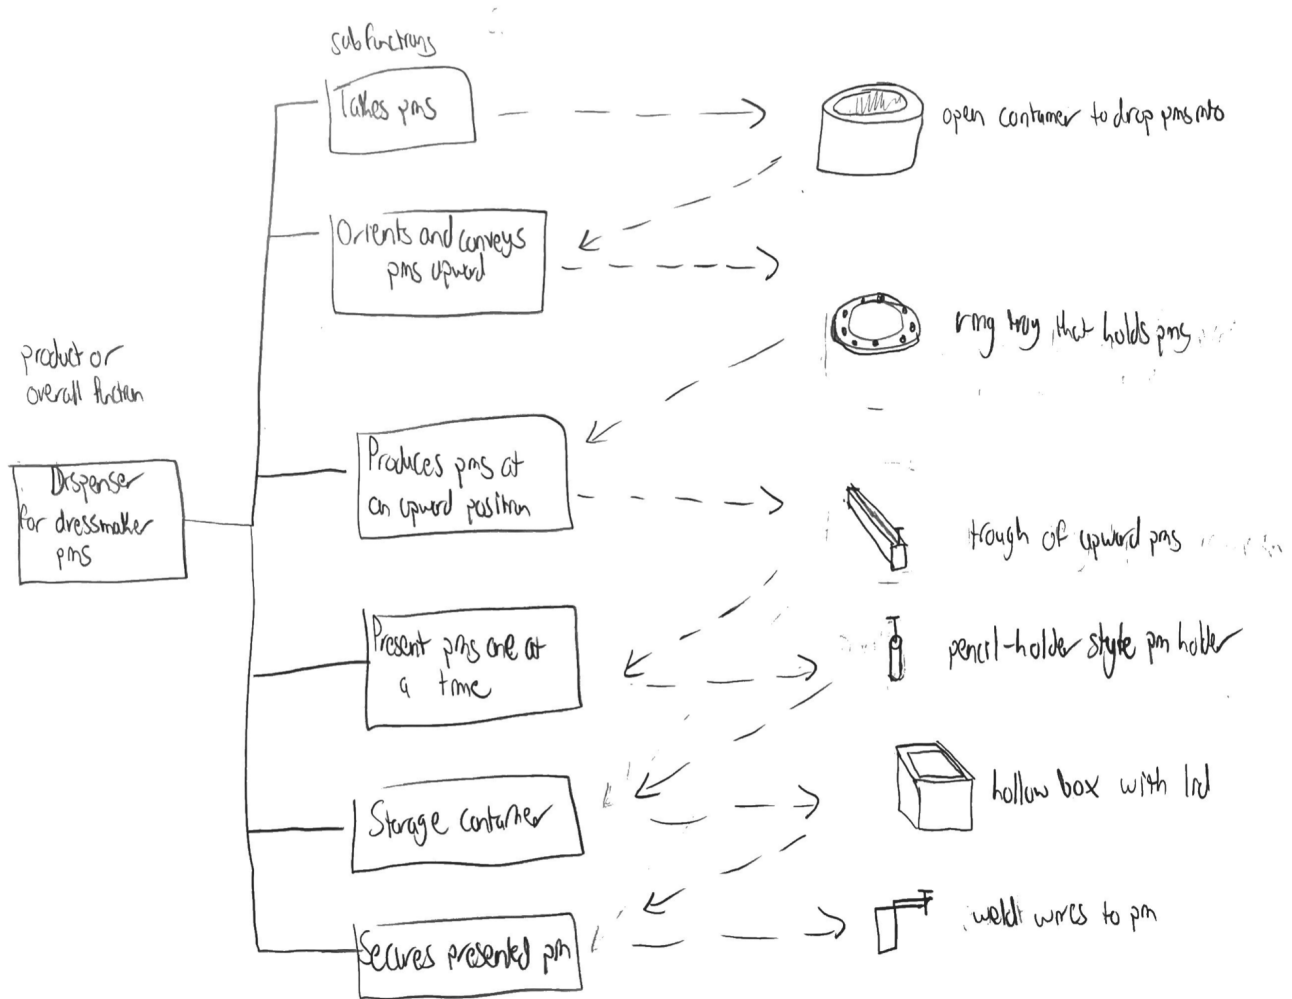 subfunctions
Takes pins
open container to drop pins into
Orients and conveys
pins upward
ring tray that holds pins
product or
overall function
Produces pins at
an upward position
Dispenser
for dressmaker
pins
trough of upward pins
Present pins one at
a time
pencil-holder style pin holder
Storage container
hollow box with lid
Secures presented pin
weld wires to pin